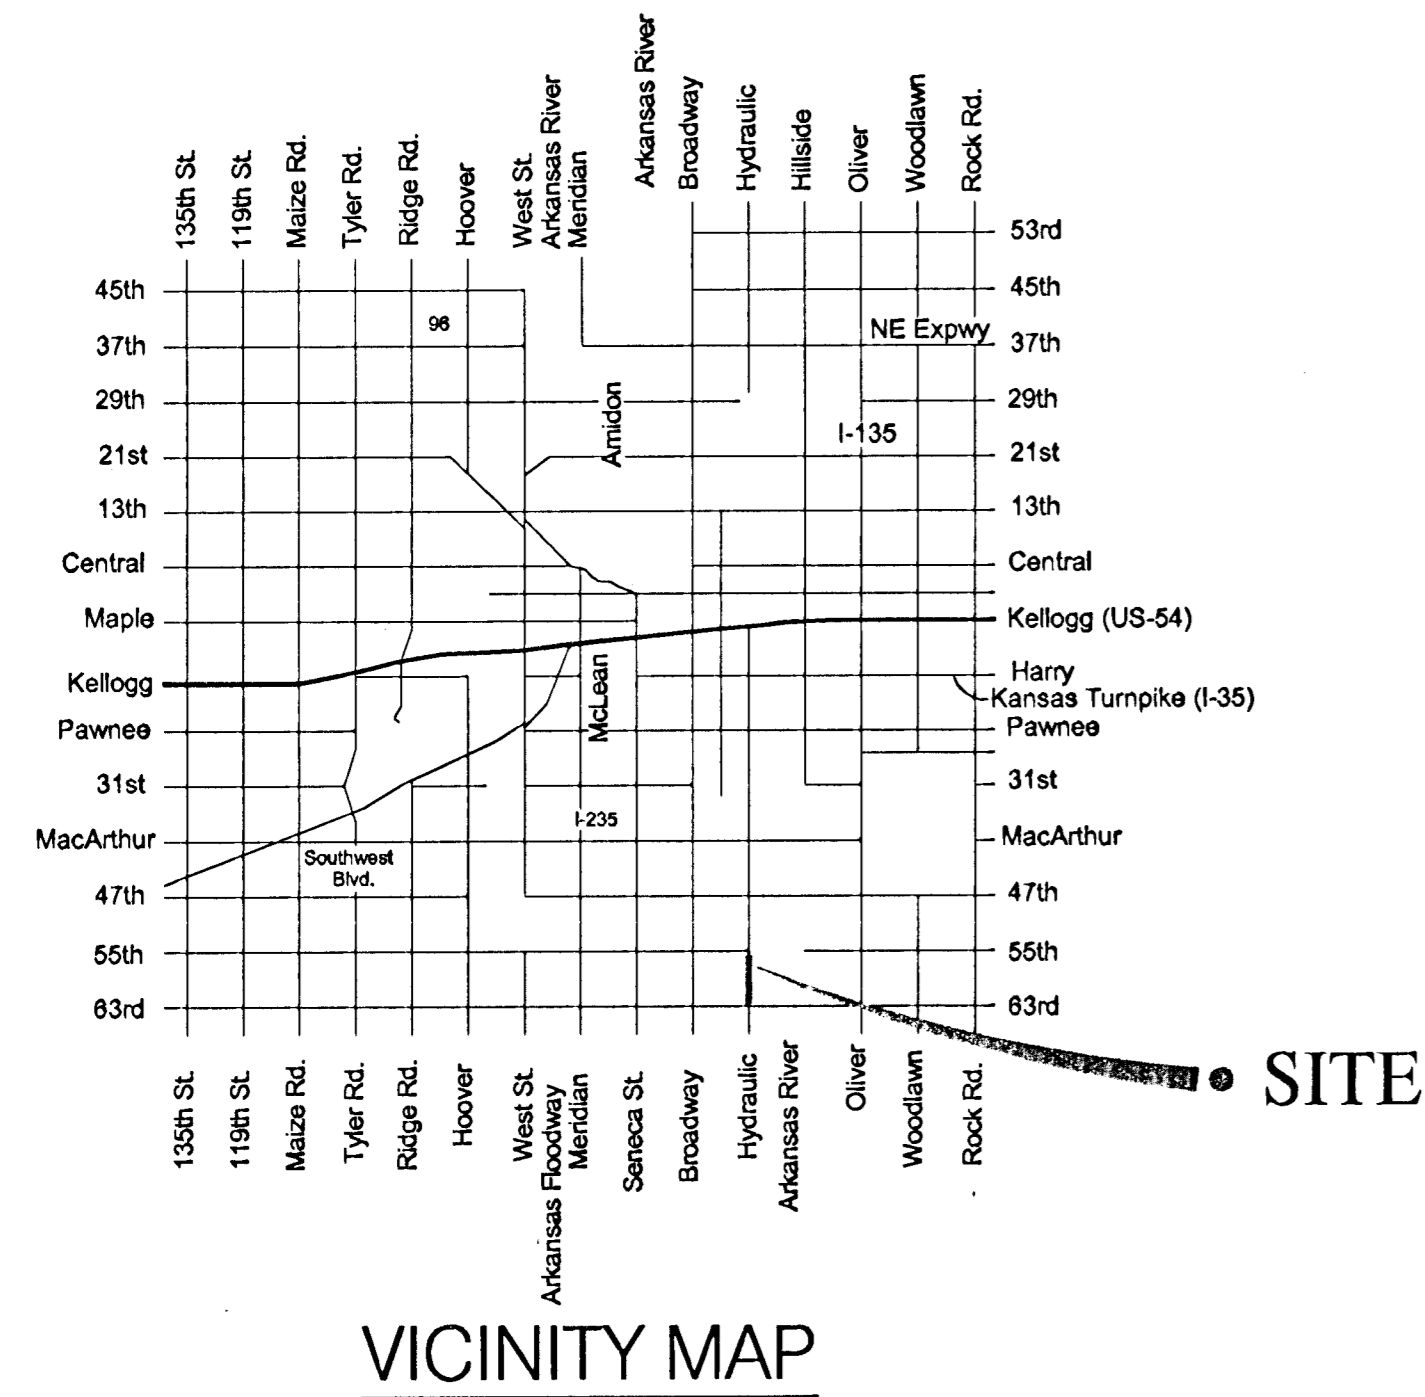 135th St.
119th St.
Maize Rd.
Tyler Rd.
Ridge Rd.
Hoover
West St.
Arkansas River
Meridian
Arkansas River
Broadway
Hydraulic
Hillside
Oliver
Woodlawn
Rock Rd.
53rd
45th
45th
96
NE Expwy
37th
37th
29th
Amidon
29th
I-135
21st
21st
13th
13th
Central
Central
Maple
Kellogg (US-54)
Kellogg
McLean
Harry
Kansas Turnpike (I-35)
Pawnee
Pawnee
31st
31st
I-235
MacArthur
MacArthur
Southwest
Blvd.
47th
47th
55th
55th
63rd
63rd
SITE
135th St.
119th St.
Maize Rd.
Tyler Rd.
Ridge Rd.
Hoover
West St.
Arkansas Floodway
Meridian
Seneca St.
Broadway
Hydraulic
Arkansas River
Oliver
Woodlawn
Rock Rd.
VICINITY MAP